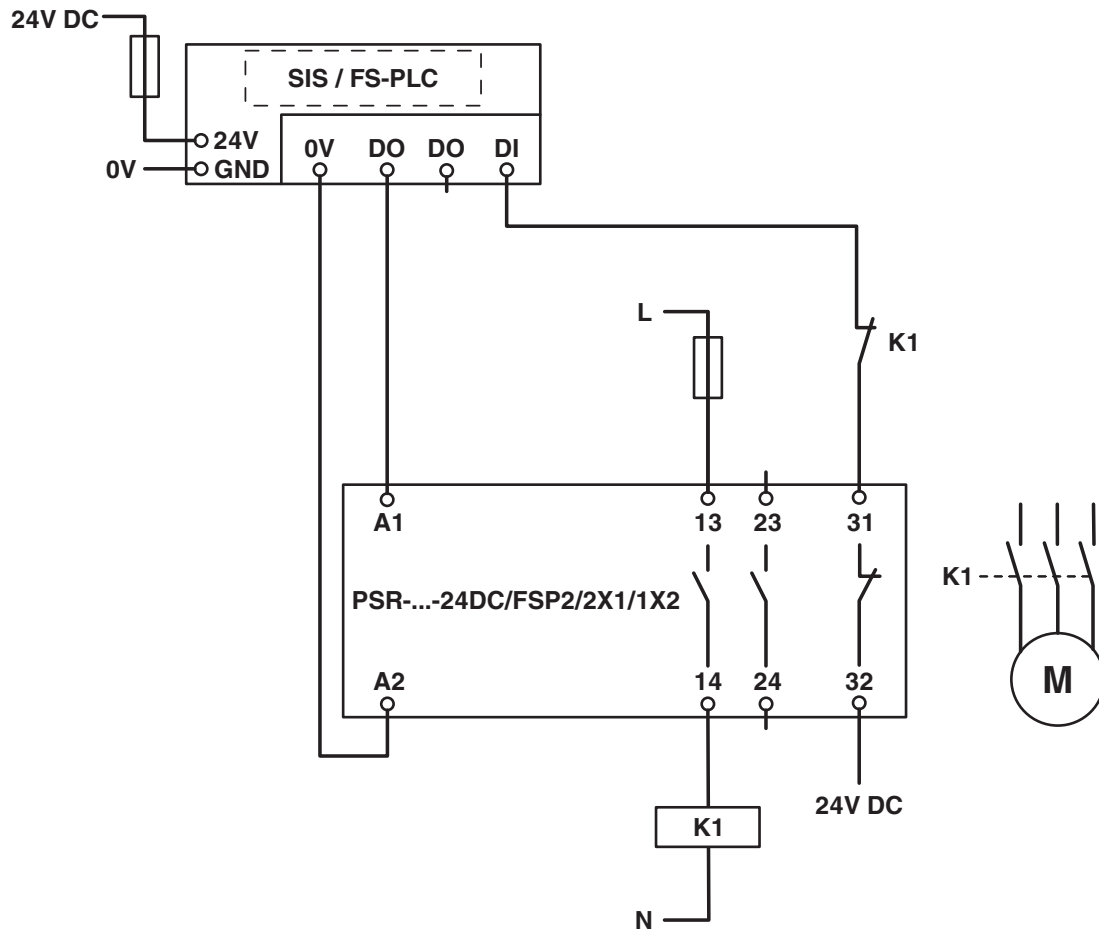 24V DC
SIS / FS-PLC
24V
0V
GND
0V DO DO DI
L
K1
A1 13 23 31
PSR-...-24DC/FSP2/2X1/1X2
K1
M
A2 14 24 32
24V DC
K1
N